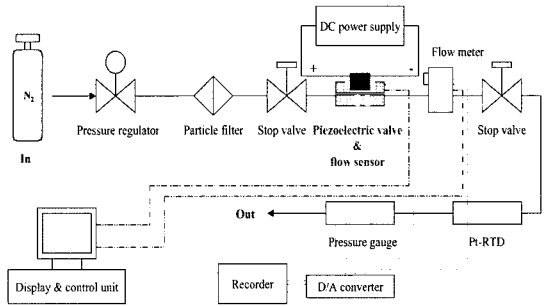 DC power supply
+
-
Flow meter
N2
Pressure regulator
Particle filter
Stop valve
Piezoelectric valve
&
flow sensor
Stop valve
In
Out
Pressure gauge
Pt-RTD
Display & control unit
Recorder
D/A converter